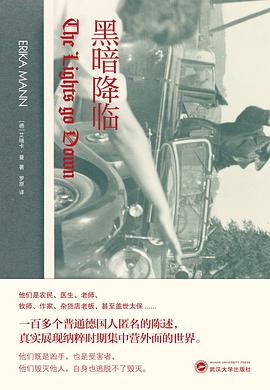 黑暗降临
The Lights go Down
ERIKA MANN
[德] 艾丽卡·曼 著
罗原 译
他们是农民、医生、老师、
牧师、作家、杂货店老板，甚至盖世太保……
一百多个普通德国人匿名的陈述，
真实展现纳粹时期集中营外面的世界。
他们既是凶手，也是受害者，
他们毁灭他人，自身也逃脱不了毁灭。
WUHAN UNIVERSITY PRESS
武汉大学出版社